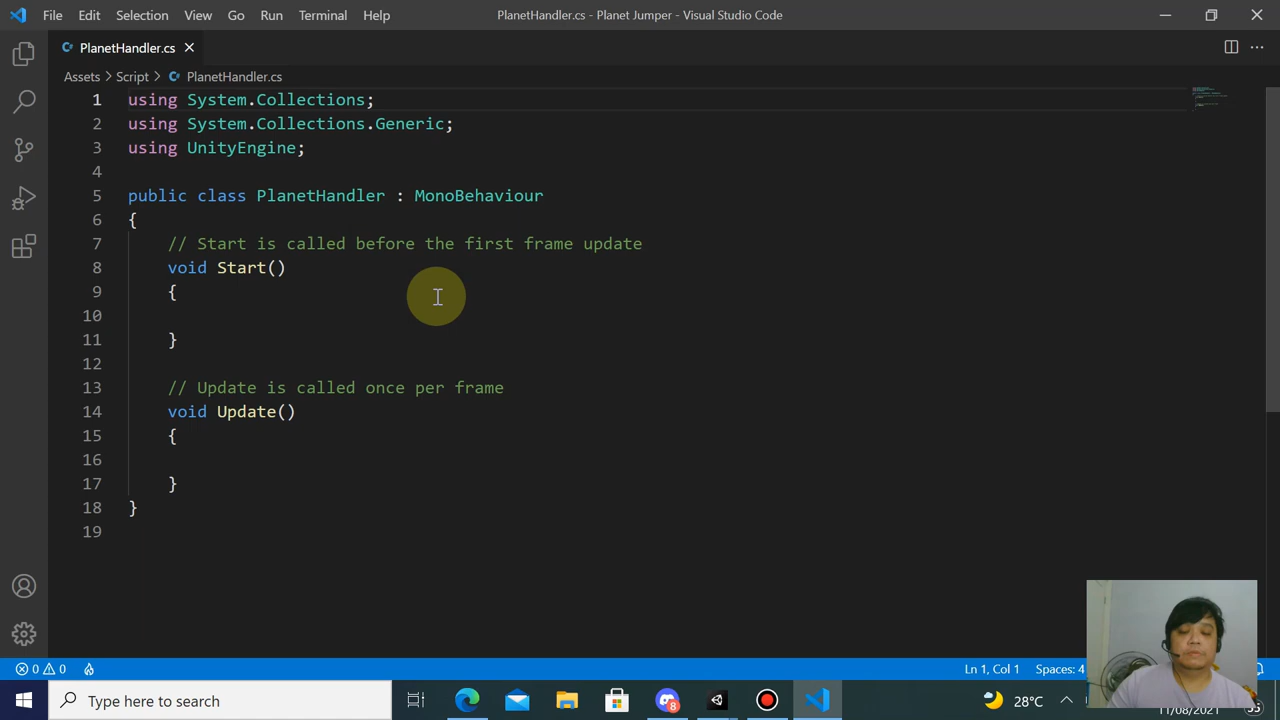 File Edit Selection View Go Run Terminal Help PlanetHandler.cs - Planet Jumper - Visual Studio Code
PlanetHandler.cs
Assets > Script > PlanetHandler.cs
1 using System.Collections;
2 using System.Collections.Generic;
3 using UnityEngine;
4
5 public class PlanetHandler : MonoBehaviour
6 {
7 // Start is called before the first frame update
8 void Start()
9 {
10
11 }
12
13 // Update is called once per frame
14 void Update()
15 {
16
17 }
18 }
19
0 0 Ln 1, Col 1 Spaces: 4
Type here to search 8 28°C
11/08/2021